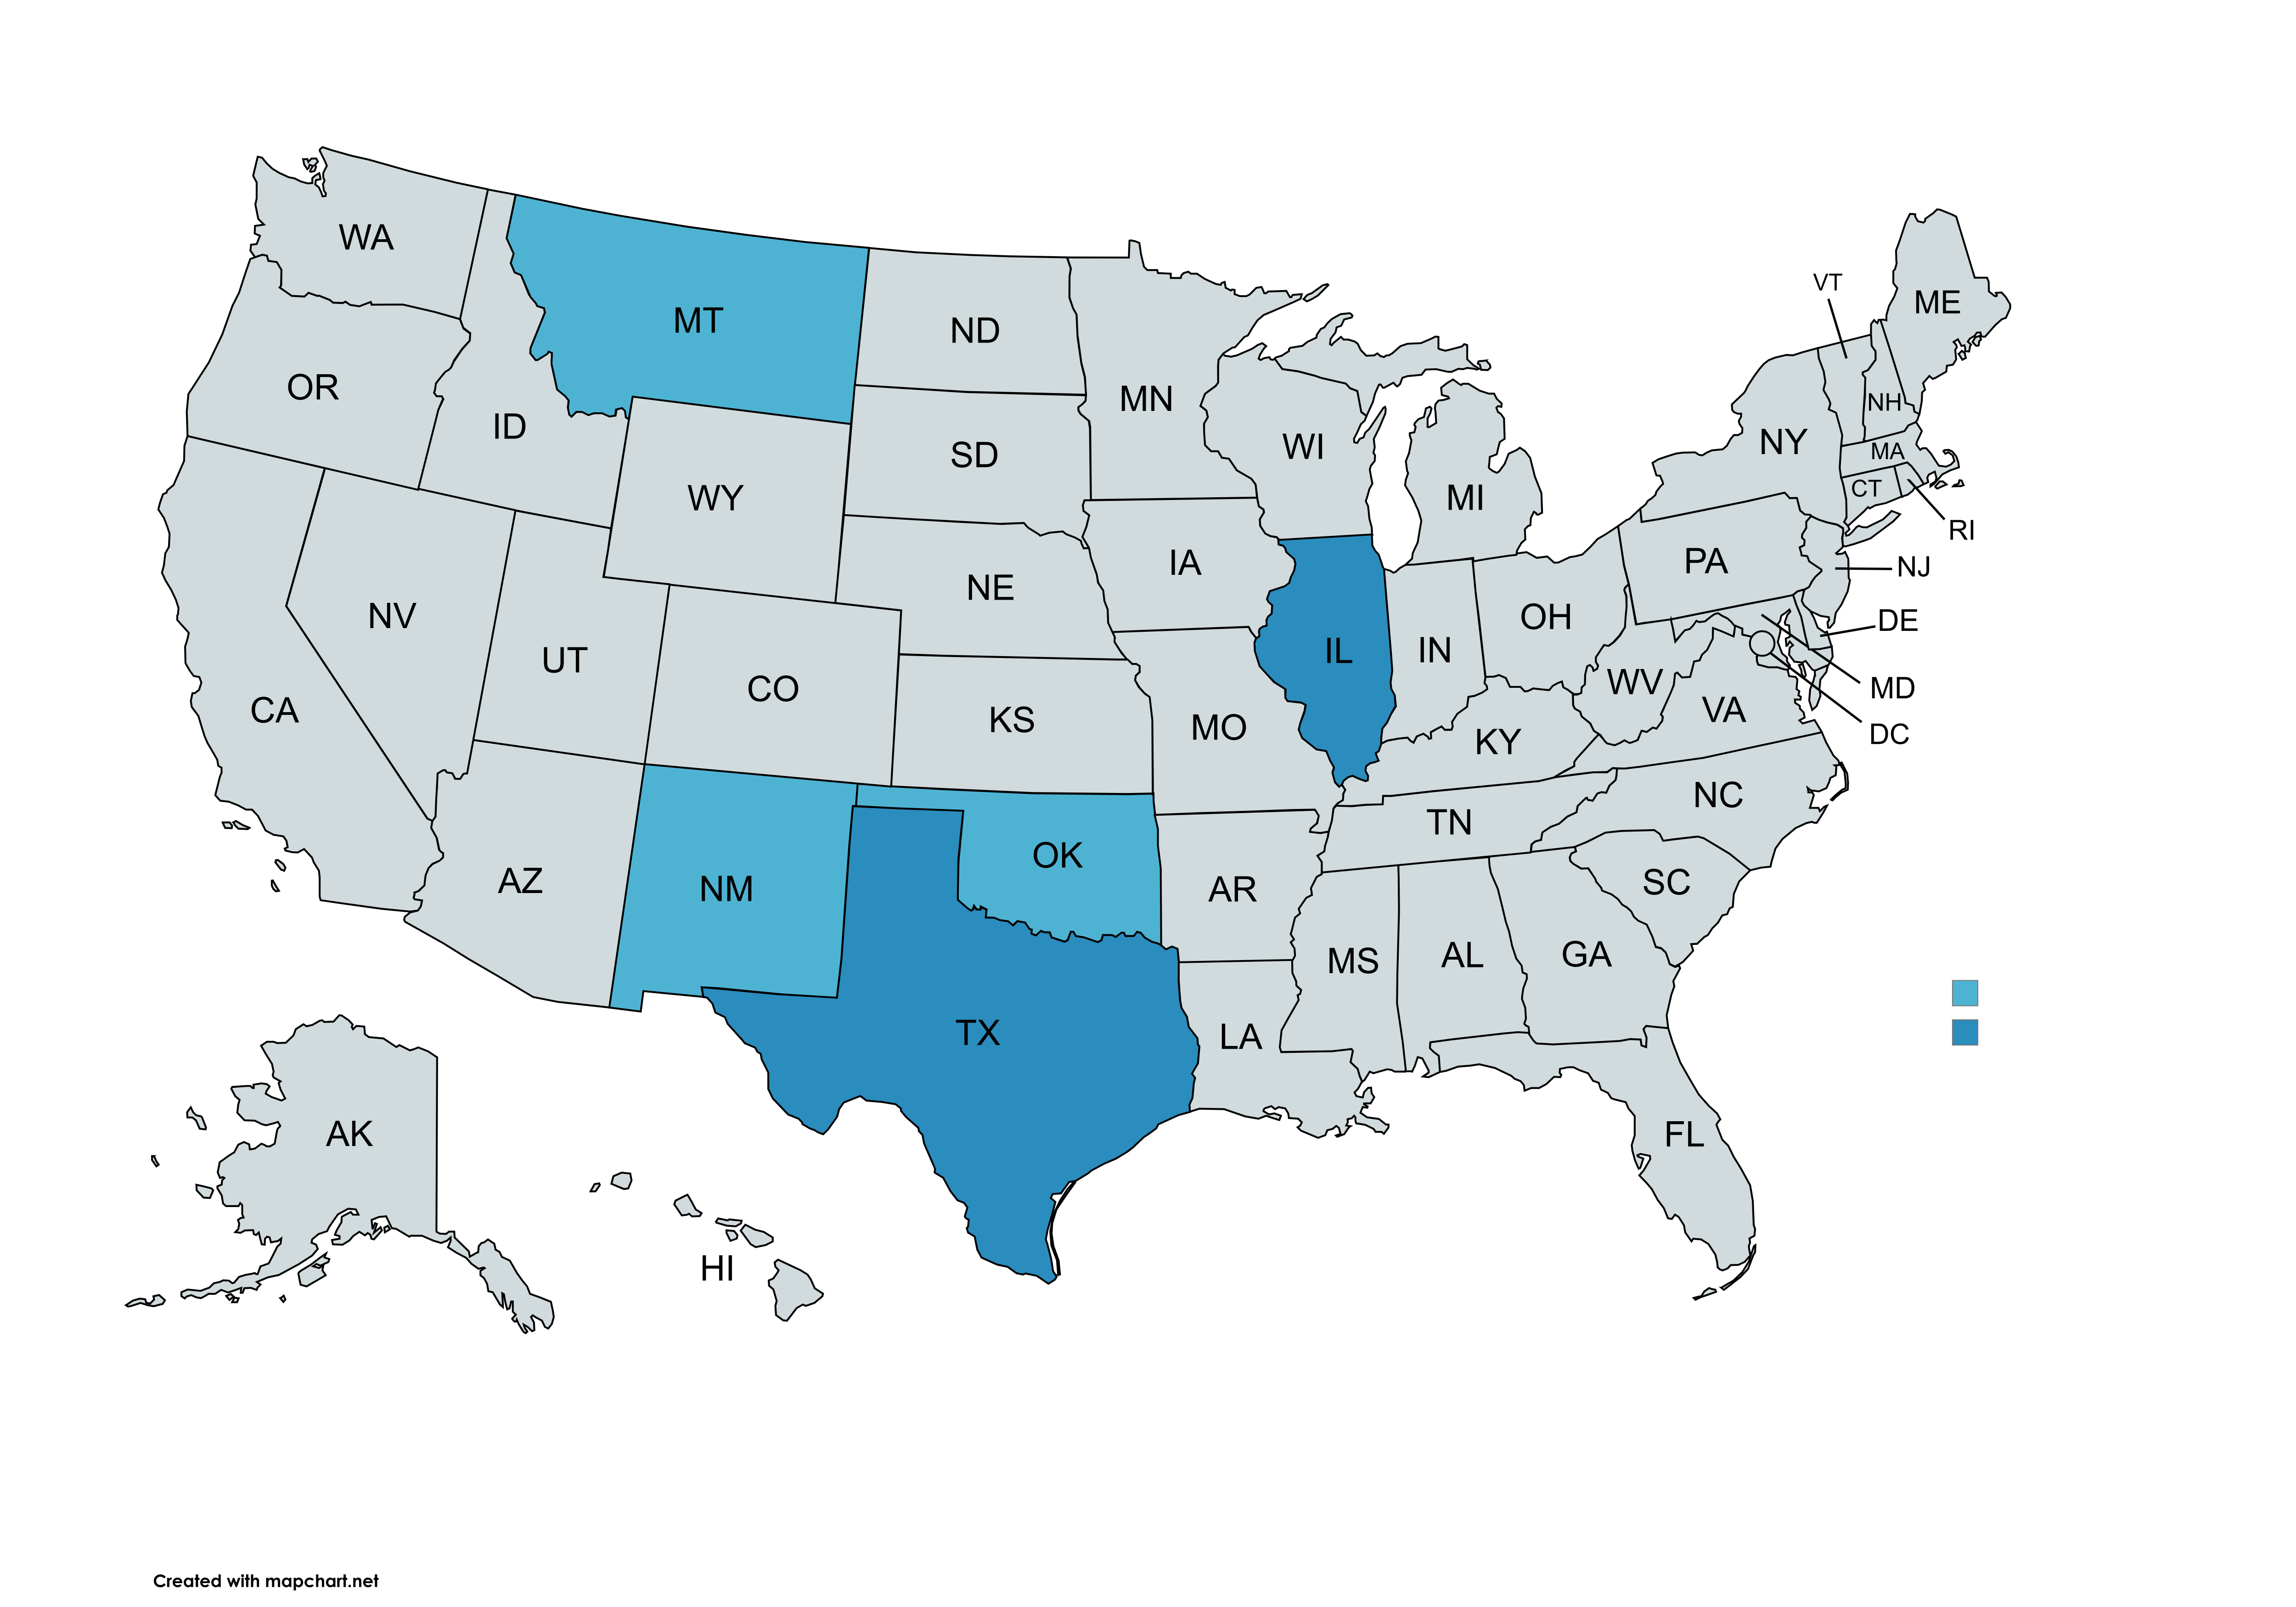 WA
MT
ND
MN
ME
VT
OR
ID
SD
WI
NH
NY
MA
CT
RI
WY
MI
PA
NJ
NE
IA
NV
UT
CO
OH
DE
IL
IN
WV
MD
CA
KS
MO
VA
DC
KY
NC
TN
AZ
NM
OK
AR
SC
MS
AL
GA
TX
LA
AK
FL
HI
Created with mapchart.net